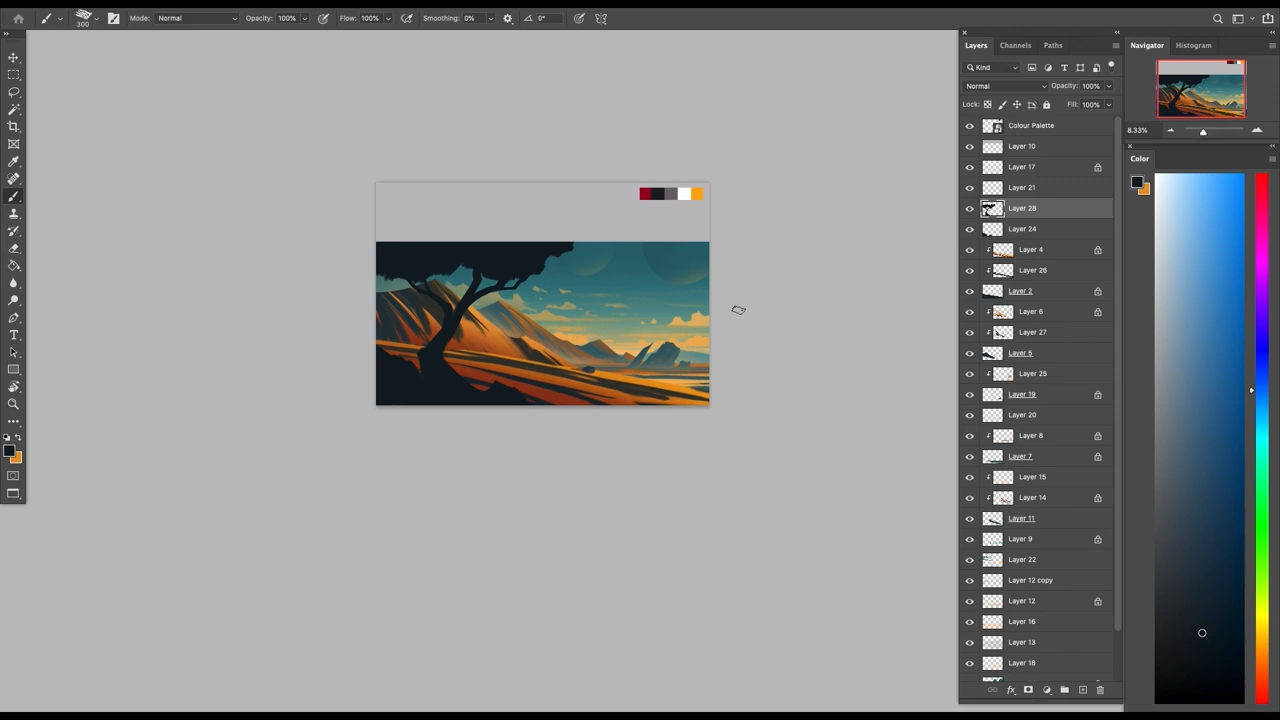 300 Mode: Normal Opacity: 100% Flow: 100% Smoothing: 0% 0°
Layers Channels Paths
Navigator Histogram
Kind
Normal Opacity: 100%
Lock: Fill: 100%
8.33%
Color
Colour Palette
Layer 10
Layer 17
Layer 21
Layer 28
Layer 24
Layer 4
Layer 26
Layer 2
Layer 6
Layer 27
Layer 5
Layer 25
Layer 19
Layer 20
Layer 8
Layer 7
Layer 15
Layer 14
Layer 11
Layer 9
Layer 22
Layer 12 copy
Layer 12
Layer 16
Layer 13
Layer 18
fx